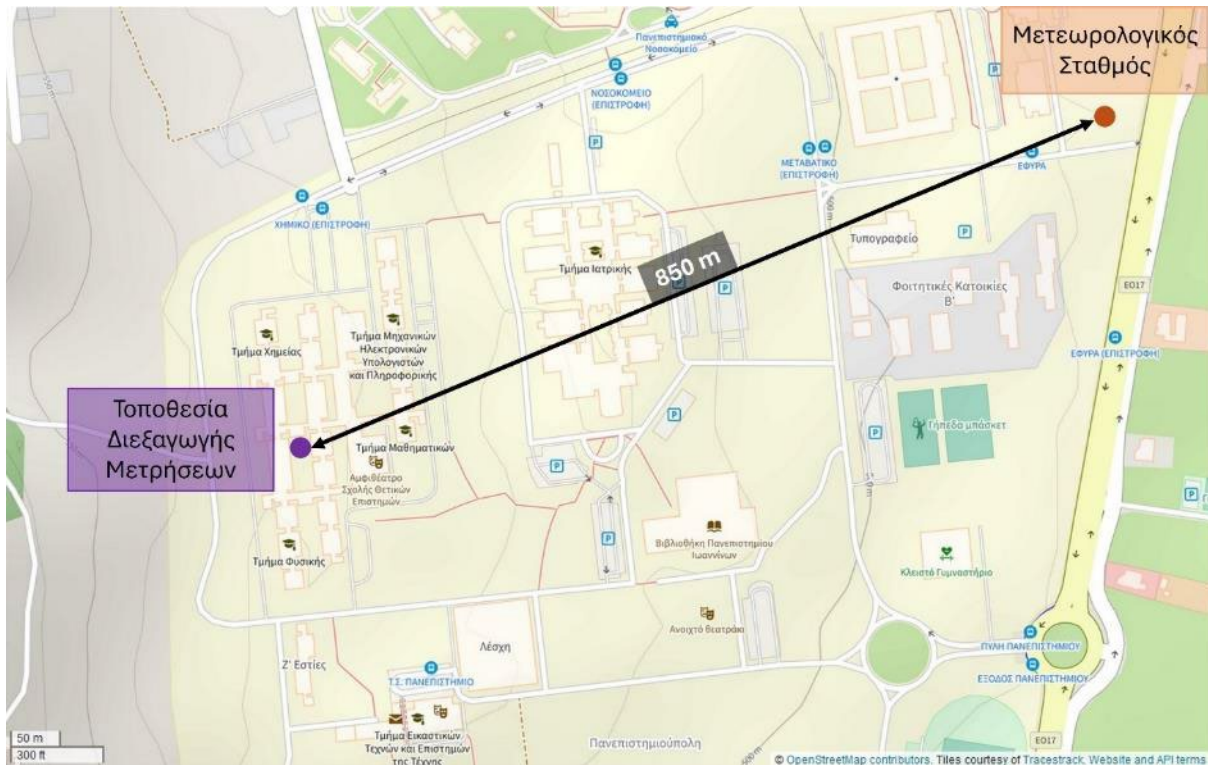 Μετεωρολογικός
Σταθμός
Πανεπιστημιακό
Νοσοκομείο
ΝΟΣΟΚΟΜΕΙΟ
(ΕΠΙΣΤΡΟΦΗ)
ΜΕΤΑΒΑΤΙΚΟ
(ΕΠΙΣΤΡΟΦΗ)
ΕΦΥΡΑ
ΧΗΜΙΚΟ (ΕΠΙΣΤΡΟΦΗ)
Τυπογραφείο
850 m
Τμήμα Ιατρικής
Φοιτητικές Κατοικίες
Β'
ΕΟ17
Τμήμα Χημείας
Τμήμα Μηχανικών
Ηλεκτρονικών
Υπολογιστών
και Πληροφορικής
ΕΦΥΡΑ (ΕΠΙΣΤΡΟΦΗ)
Τοποθεσία
Διεξαγωγής
Μετρήσεων
Τμήμα Μαθηματικών
Γήπεδα μπάσκετ
Αμφιθέατρο
Σχολής Θετικών
Επιστημών
Βιβλιοθήκη Πανεπιστημίου
Ιωαννίνων
Τμήμα Φυσικής
Κλειστό Γυμναστήριο
Ανοιχτό θεατράκι
Λέσχη
Ζ' Εστίες
Τ.Σ. ΠΑΝΕΠΙΣΤΗΜΙΟ
ΠΥΛΗ ΠΑΝΕΠΙΣΤΗΜΙΟΥ
ΕΞΟΔΟΣ ΠΑΝΕΠΙΣΤΗΜΙΟΥ
Τμήμα Εικαστικών
Τεχνών και Επιστημών
της Τέχνης
Πανεπιστημιούπολη
500 m
ΕΟ17
50 m
300 ft
© OpenStreetMap contributors. Tiles courtesy of Tracestrack. Website and API terms